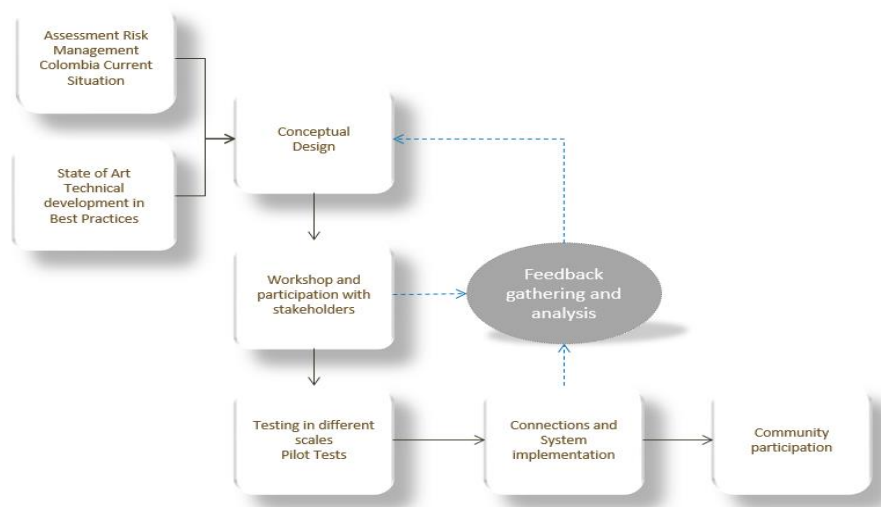 Assessment Risk
Management
Colombia Current
Situation
State of Art
Technical
development in
Best Practices
Conceptual
Design
Workshop and
participation with
stakeholders
Feedback
gathering and
analysis
Testing in different
scales
Pilot Tests
Connections and
System
implementation
Community
participation